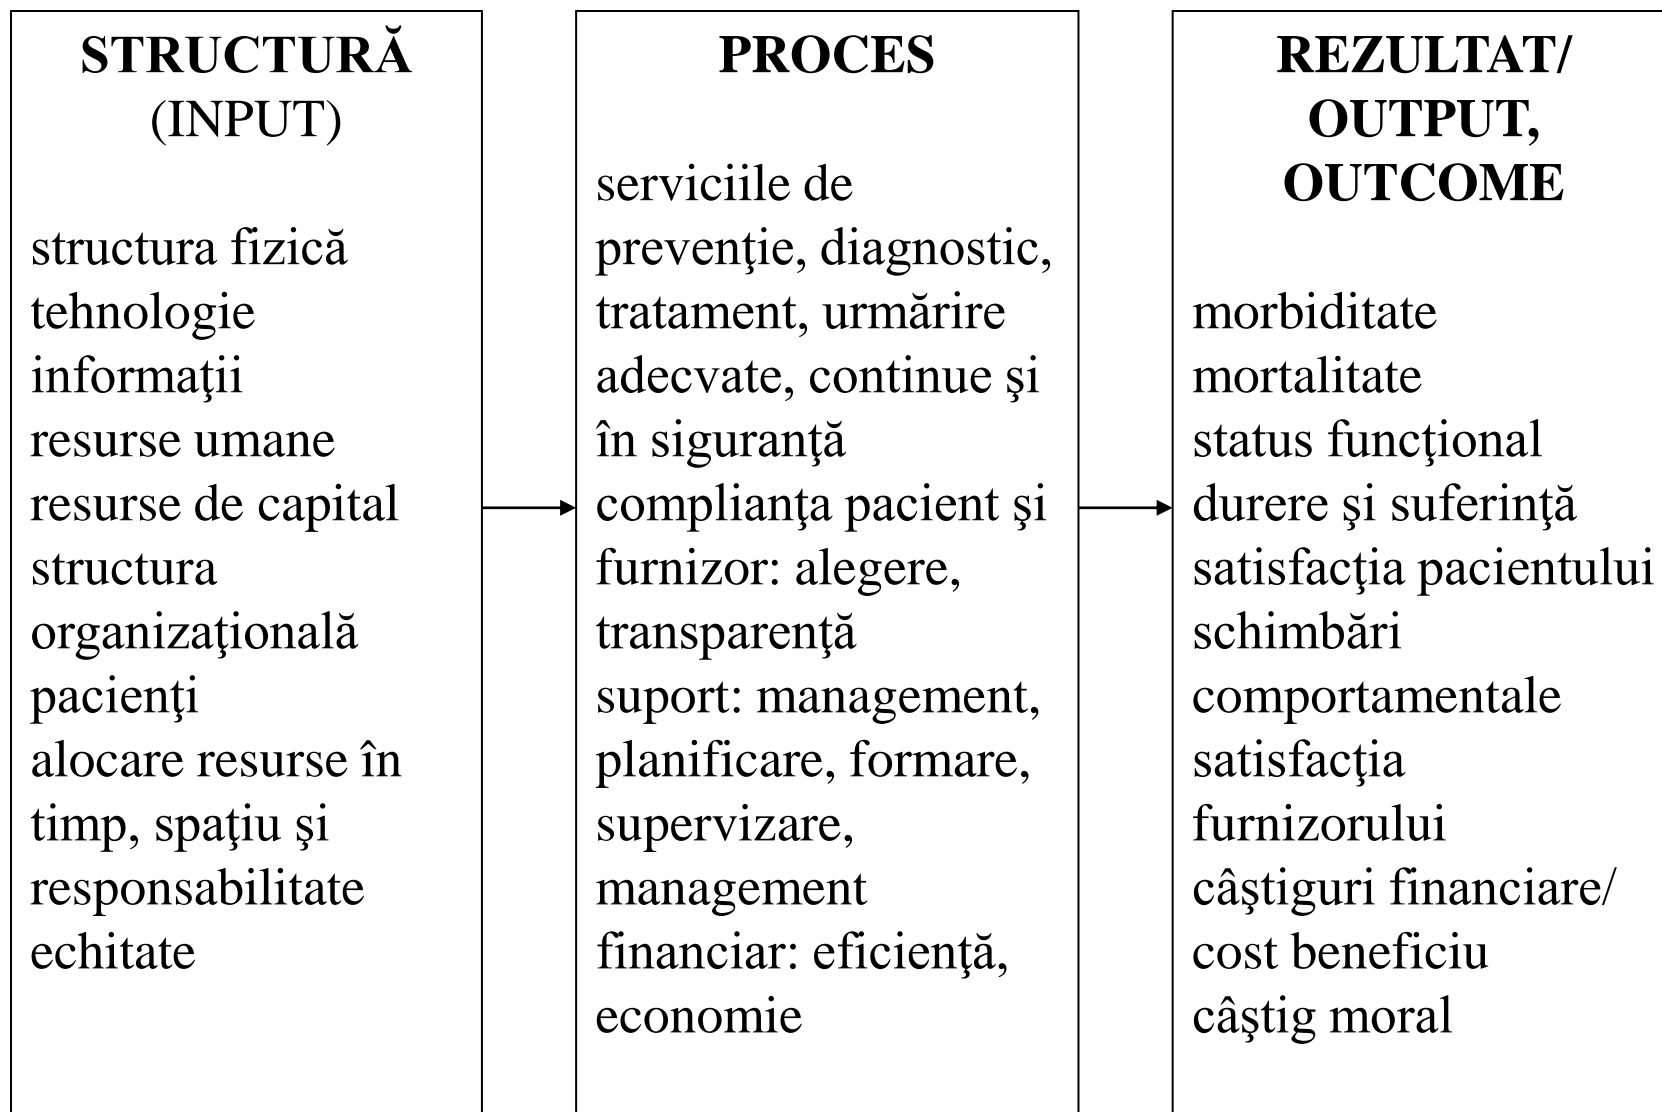 STRUCTURĂ
(INPUT)
structura fizică
tehnologie
informaţii
resurse umane
resurse de capital
structura
organizaţională
pacienţi
alocare resurse în
timp, spaţiu şi
responsabilitate
echitate
PROCES
serviciile de
prevenţie, diagnostic,
tratament, urmărire
adecvate, continue şi
în siguranţă
complianţa pacient şi
furnizor: alegere,
transparenţă
suport: management,
planificare, formare,
supervizare,
management
financiar: eficienţă,
economie
REZULTAT/
OUTPUT,
OUTCOME
morbiditate
mortalitate
status funcţional
durere şi suferinţă
satisfacţia pacientului
schimbări
comportamentale
satisfacţia
furnizorului
câştiguri financiare/
cost beneficiu
câştig moral